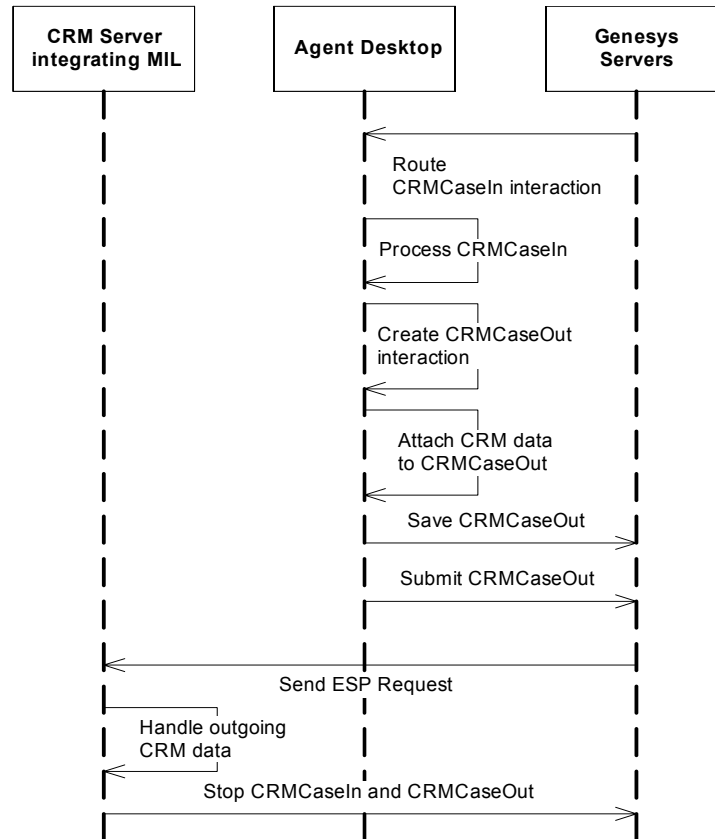 CRM Server
integrating MIL
Agent Desktop
Genesys
Servers
Route
CRMCaseIn interaction
Process CRMCaseIn
Create CRMCaseOut
interaction
Attach CRM data
to CRMCaseOut
Save CRMCaseOut
Submit CRMCaseOut
Send ESP Request
Handle outgoing
CRM data
Stop CRMCaseIn and CRMCaseOut